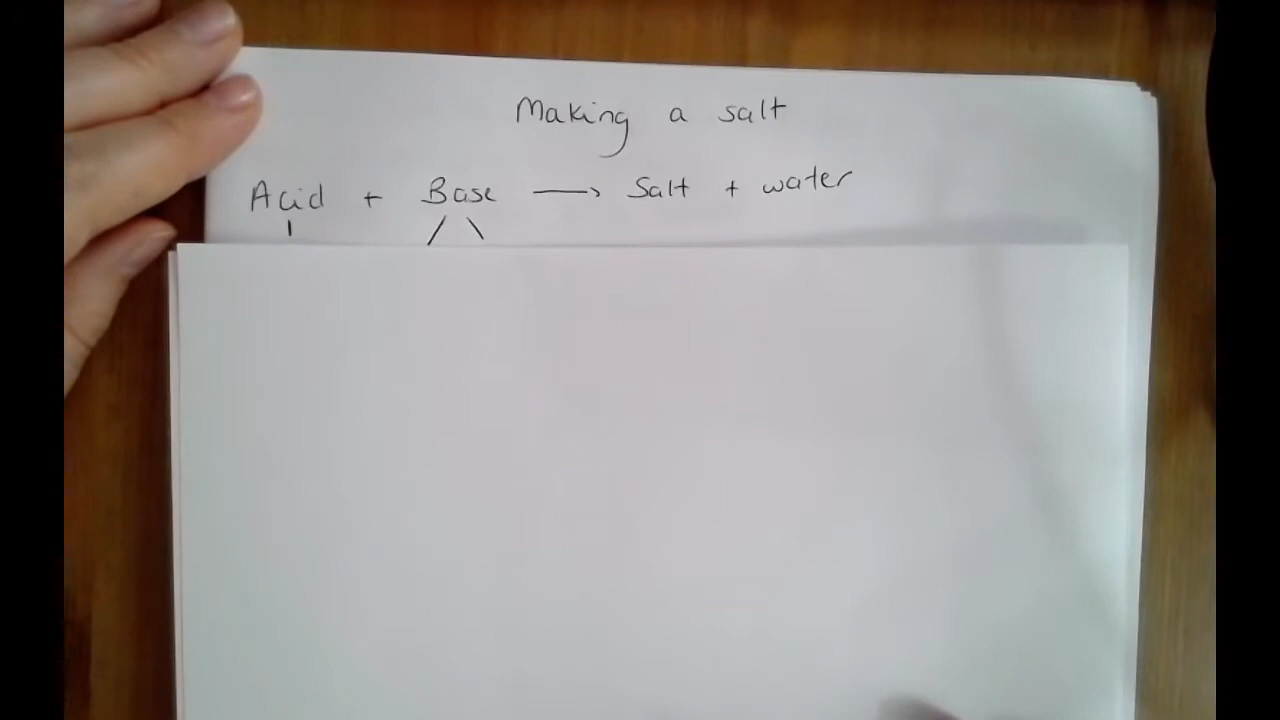 Making a salt
Acid + Base → Salt + water